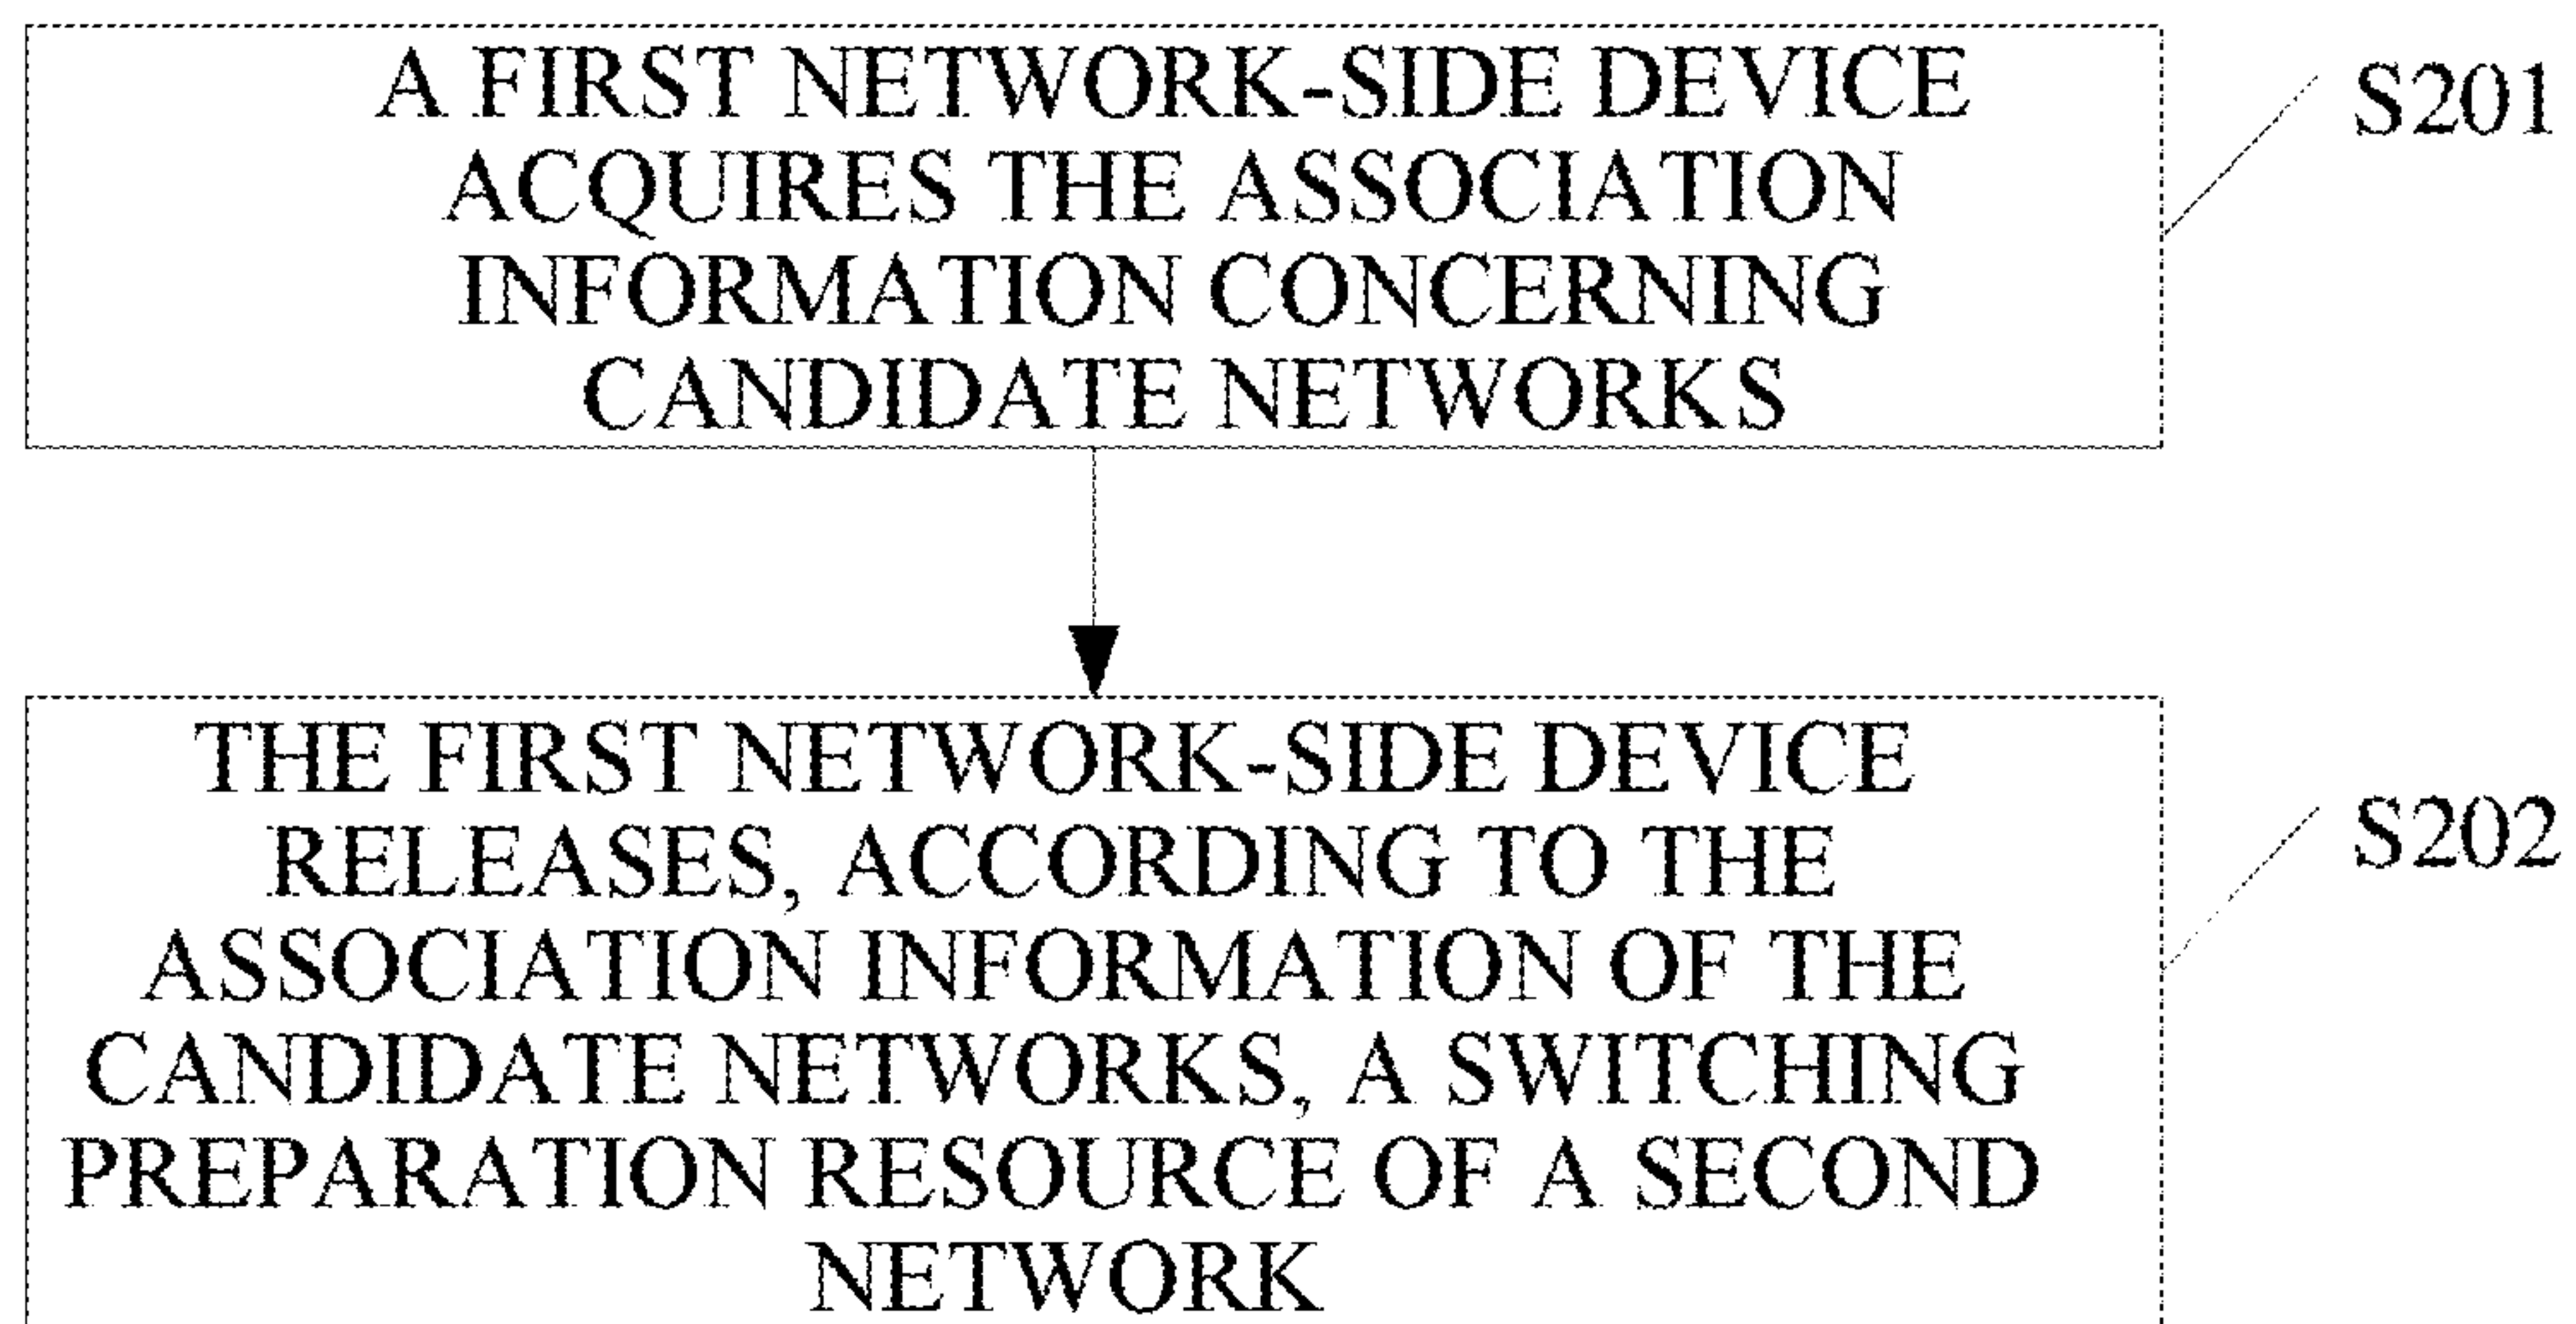 A FIRST NETWORK-SIDE DEVICE
ACQUIRES THE ASSOCIATION
INFORMATION CONCERNING
CANDIDATE NETWORKS
S201
THE FIRST NETWORK-SIDE DEVICE
RELEASES, ACCORDING TO THE
ASSOCIATION INFORMATION OF THE
CANDIDATE NETWORKS, A SWITCHING
PREPARATION RESOURCE OF A SECOND
NETWORK
S202